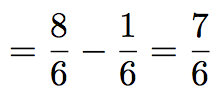 = 8/6 − 1/6 = 7/6